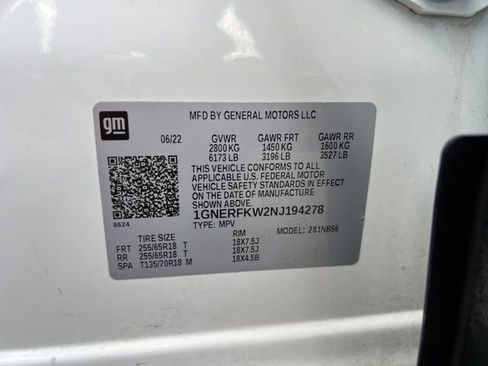 gm
MFD BY GENERAL MOTORS LLC
06/22 GVWR GAWR FRT GAWR RR
2800 KG 1450 KG 1600 KG
6173 LB 3196 LB 3527 LB
THIS VEHICLE CONFORMS TO ALL
APPLICABLE U.S. FEDERAL MOTOR
VEHICLE SAFETY STANDARDS IN EFFECT
ON THE DATE OF MANUFACTURE
SHOWN ABOVE.
8624
1GNERFKW2NJ194278
TYPE: MPV MODEL: 281NB56
TIRE SIZE RIM
FRT 255/65R18 T 18X7.5J
RR 255/65R18 T 18X7.5J
SPA T135/70R18 M 18X4.5B